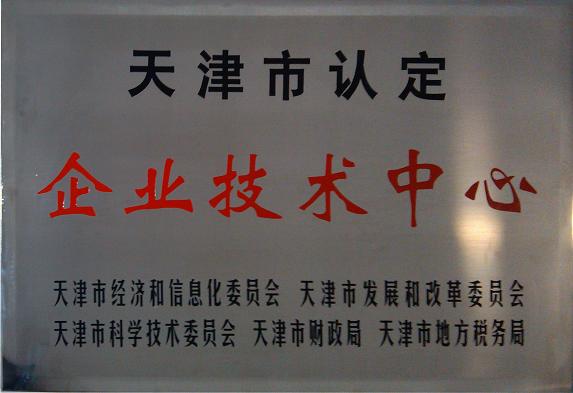 天津市认定
企业技术中心
天津市经济和信息化委员会 天津市发展和改革委员会
天津市科学技术委员会 天津市财政局 天津市地方税务局